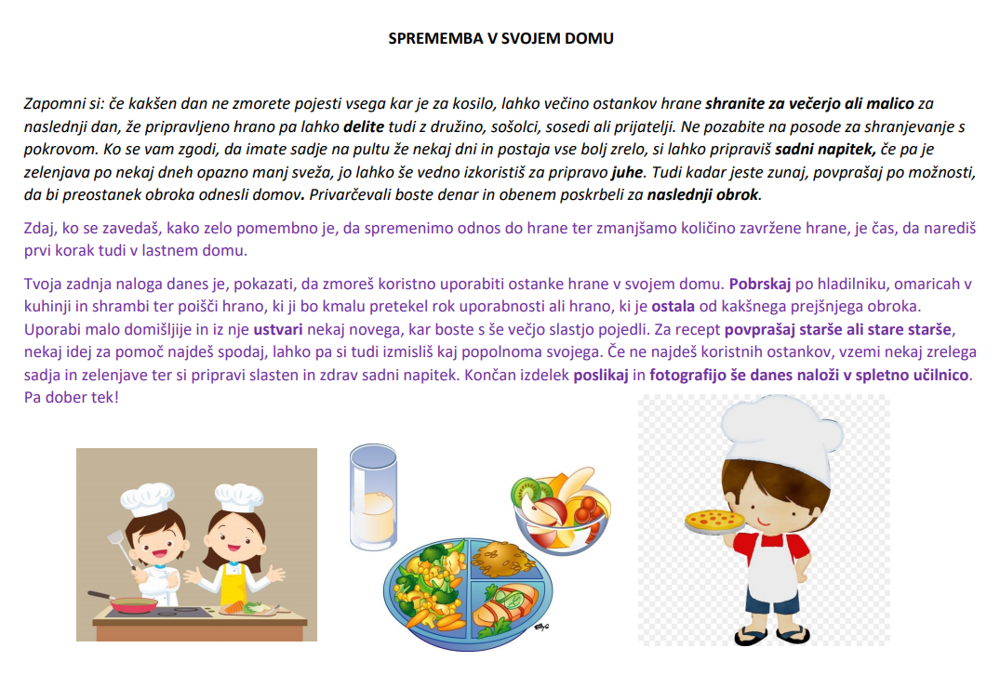 SPREMEMBA V SVOJEM DOMU
Zapomni si: če kakšen dan ne zmorete pojesti vsega kar je za kosilo, lahko večino ostankov hrane shranite za večerjo ali malico za
naslednji dan, že pripravljeno hrano pa lahko delite tudi z družino, sošolci, sosedi ali prijatelji. Ne pozabite na posode za shranjevanje s
pokrovom. Ko se vam zgodi, da imate sadje na pultu že nekaj dni in postaja vse bolj zrelo, si lahko pripraviš sadni napitek, če pa je
zelenjava po nekaj dneh opazno manj sveža, jo lahko še vedno izkoristiš za pripravo juhe. Tudi kadar jeste zunaj, povprašaj po možnosti,
da bi preostanek obroka odnesli domov. Privarčevali boste denar in obenem poskrbeli za naslednji obrok.
Zdaj, ko se zavedaš, kako zelo pomembno je, da spremenimo odnos do hrane ter zmanjšamo količino zavržene hrane, je čas, da narediš
prvi korak tudi v lastnem domu.
Tvoja zadnja naloga danes je, pokazati, da zmoreš koristno uporabiti ostanke hrane v svojem domu. Pobrskaj po hladilniku, omaricah v
kuhinji in shrambi ter poišči hrano, ki ji bo kmalu pretekel rok uporabnosti ali hrano, ki je ostala od kakšnega prejšnjega obroka.
Uporabi malo domišljije in iz nje ustvari nekaj novega, kar boste s še večjo slastjo pojedli. Za recept povprašaj starše ali stare starše,
nekaj idej za pomoč najdeš spodaj, lahko pa si tudi izmisliš kaj popolnoma svojega. Če ne najdeš koristnih ostankov, vzemi nekaj zrelega
sadja in zelenjave ter si pripravi slasten in zdrav sadni napitek. Končan izdelek poslikaj in fotografijo še danes naloži v spletno učilnico.
Pa dober tek!